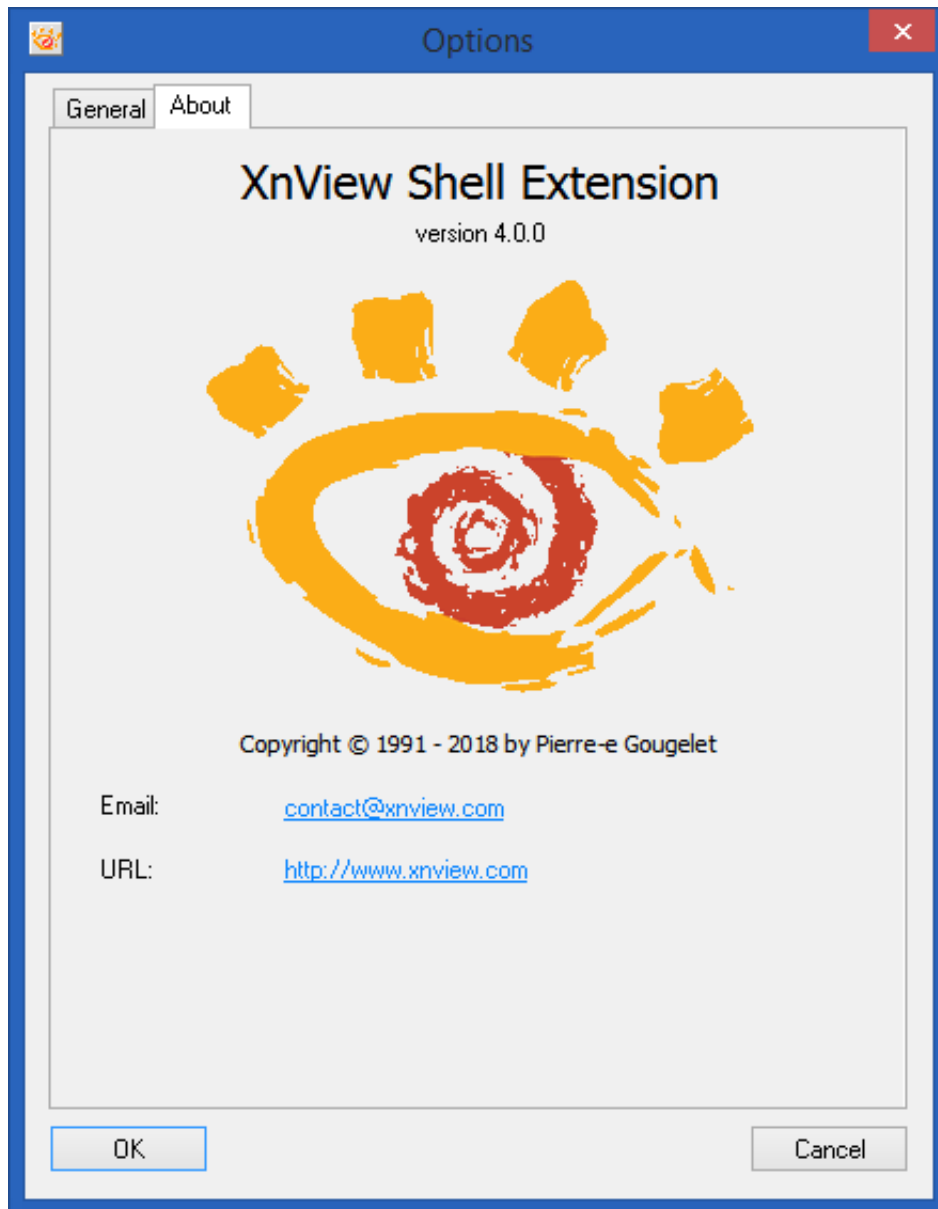 Options
General
About
XnView Shell Extension
version 4.0.0
Copyright © 1991 - 2018 by Pierre-e Gougelet
Email: contact@xnview.com
URL: http://www.xnview.com
OK
Cancel